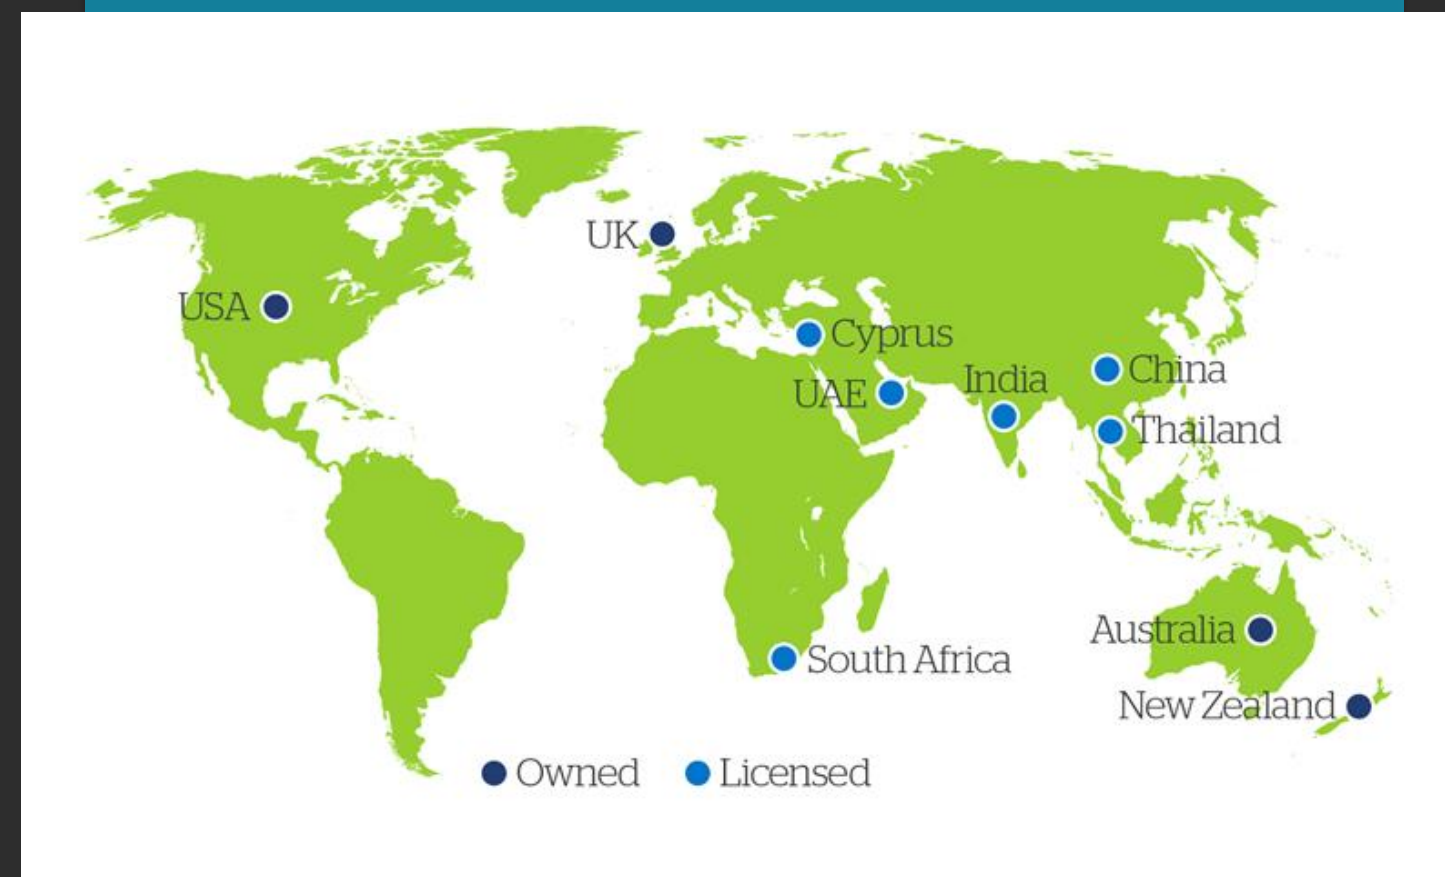 UK
USA
Cyprus
China
India
UAE
Thailand
Australia
South Africa
New Zealand
Owned
Licensed